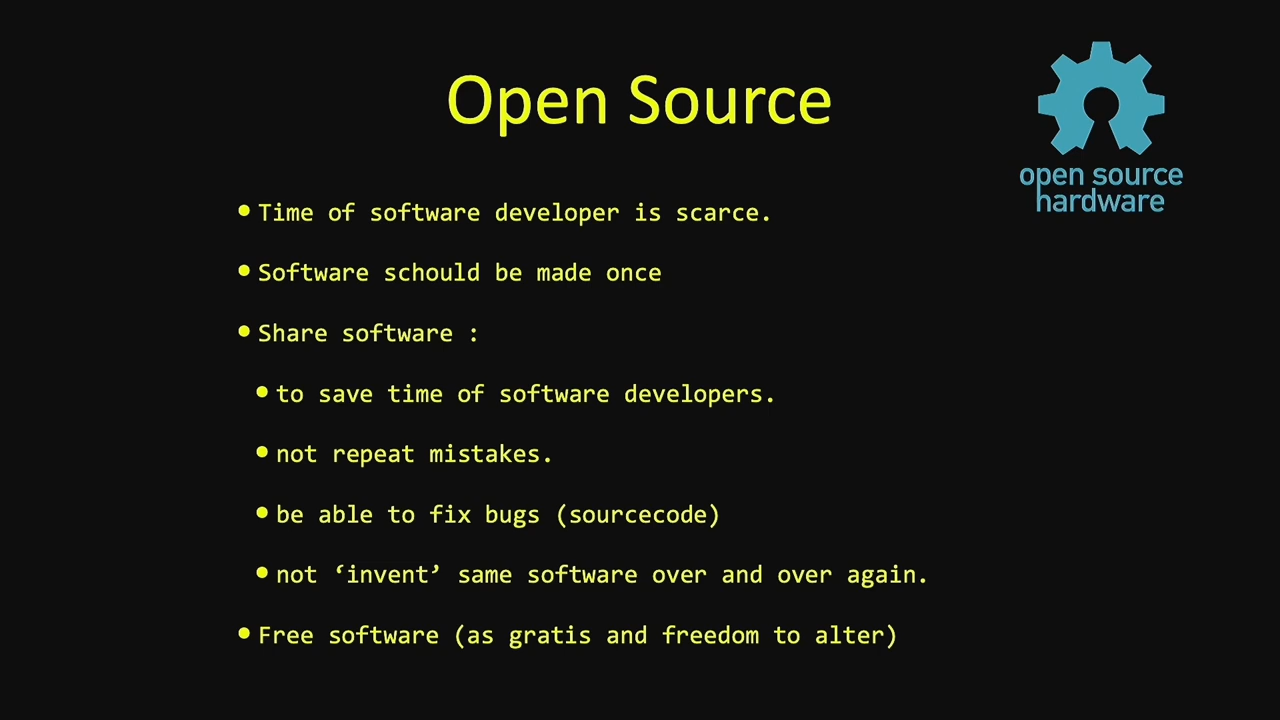 Open Source
open source
hardware
• Time of software developer is scarce.
• Software schould be made once
• Share software :
• to save time of software developers.
• not repeat mistakes.
• be able to fix bugs (sourcecode)
• not ‘invent’ same software over and over again.
• Free software (as gratis and freedom to alter)